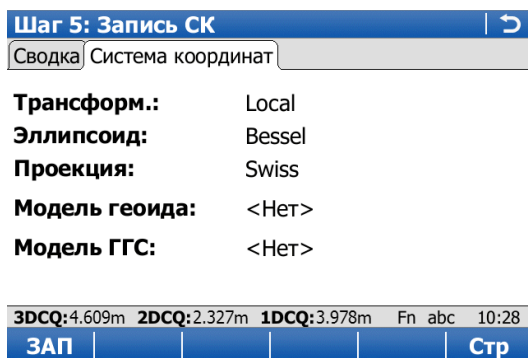 Шаг 5: Запись СК
Сводка Система координат
Трансформ.: Local
Эллипсоид: Bessel
Проекция: Swiss
Модель геоида: <Нет>
Модель ГГС: <Нет>
3DCQ:4.609m 2DCQ:2.327m 1DCQ:3.978m Fn abc 10:28
ЗАП Стр